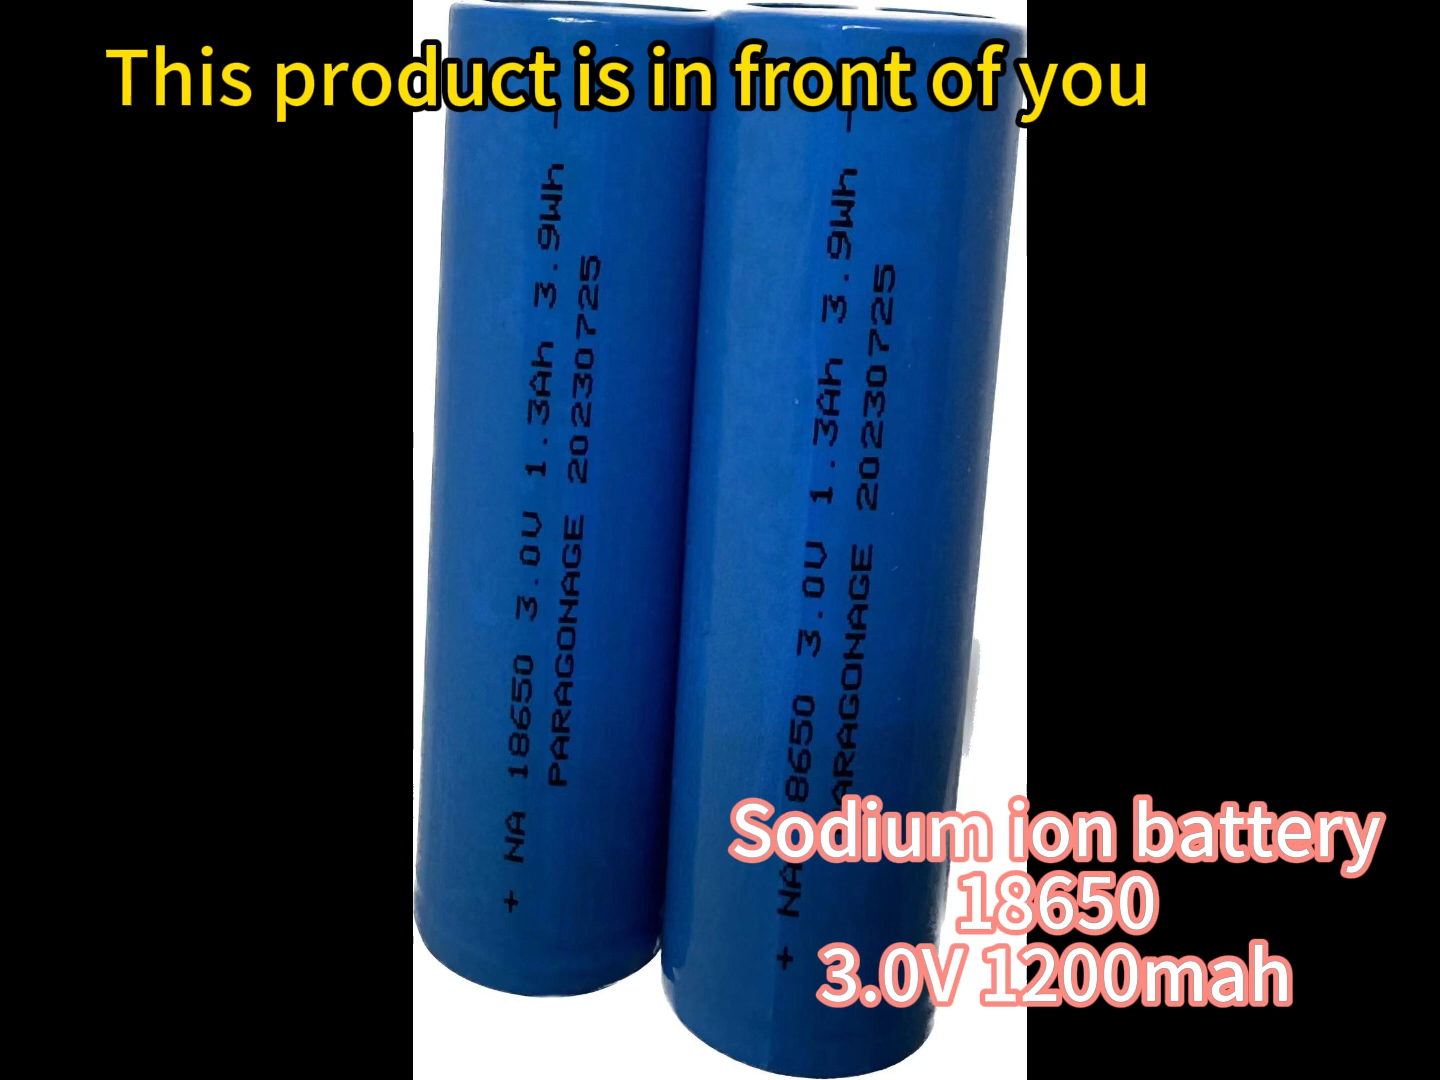 This product is in front of you
+ NA 18650 3.0V 1.3Ah 3.9Wh -
PARAGONAGE 20230725
+ NA 8650 3.0V 1.3Ah 3.9Wh -
ARAGONAGE 20230725
Sodium ion battery
18650
3.0V 1200mah